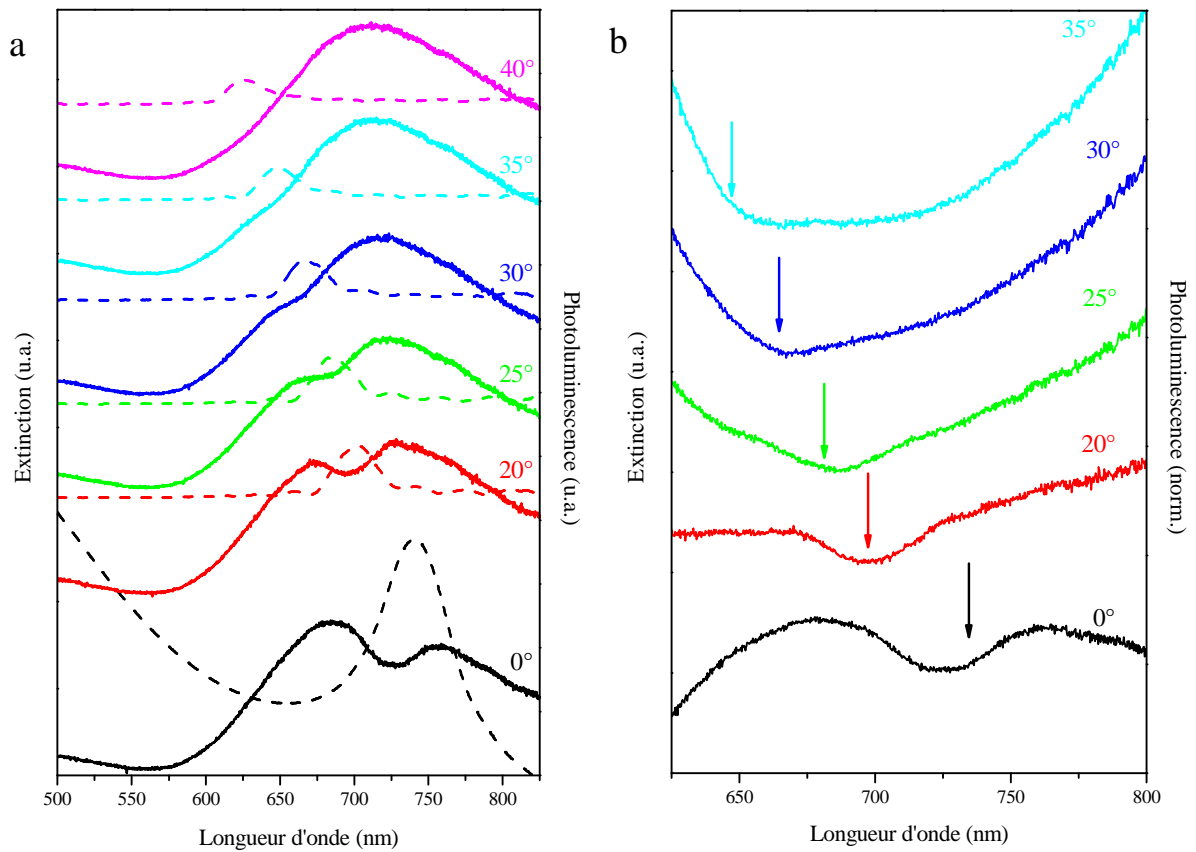 a
40°
35°
30°
25°
20°
0°
Extinction (u.a.)
Photoluminescence (u.a.)
500 550 600 650 700 750 800
Longueur d'onde (nm)
b
35°
30°
25°
20°
0°
Extinction (u.a.)
Photoluminescence (norm.)
650 700 750 800
Longueur d'onde (nm)